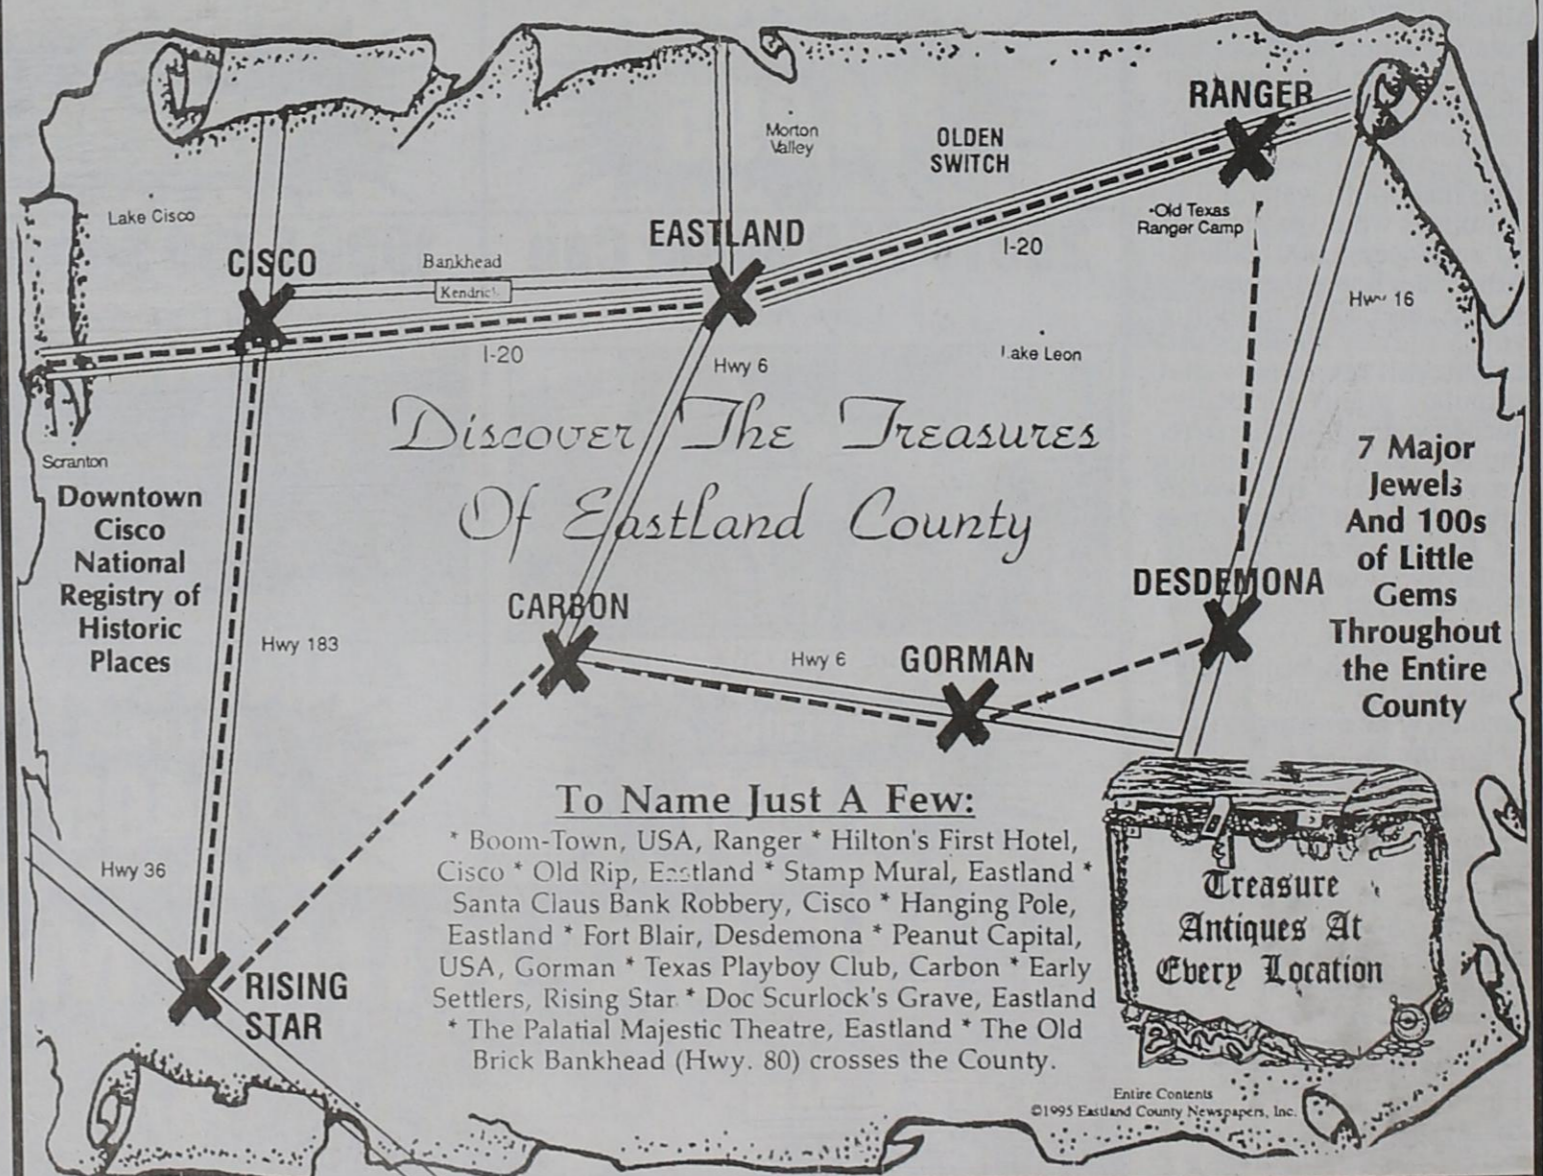 RANGER
OLDEN
SWITCH
Morton
Valley
Lake Cisco
•Old Texas
Ranger Camp
EASTLAND
I-20
CISCO
Bankhead
Hwy 16
I-20
Hwy 6
Lake Leon
Discover The Treasures
Of Eastland County
Scranton
Downtown
Cisco
National
Registry of
Historic
Places
7 Major
Jewels
And 100s
of Little
Gems
Throughout
the Entire
County
DESDEMONA
CARBON
Hwy 183
Hwy 6
GORMAN
To Name Just A Few:
* Boom-Town, USA, Ranger * Hilton's First Hotel,
Cisco * Old Rip, Eastland * Stamp Mural, Eastland *
Santa Claus Bank Robbery, Cisco * Hanging Pole,
Eastland * Fort Blair, Desdemona * Peanut Capital,
USA, Gorman * Texas Playboy Club, Carbon * Early
Settlers, Rising Star * Doc Scurlock's Grave, Eastland
* The Palatial Majestic Theatre, Eastland * The Old
Brick Bankhead (Hwy. 80) crosses the County.
Hwy 36
RISING
STAR
Treasure
Antiques At
Every Location
Entire Contents
©1995 Eastland County Newspapers, Inc.